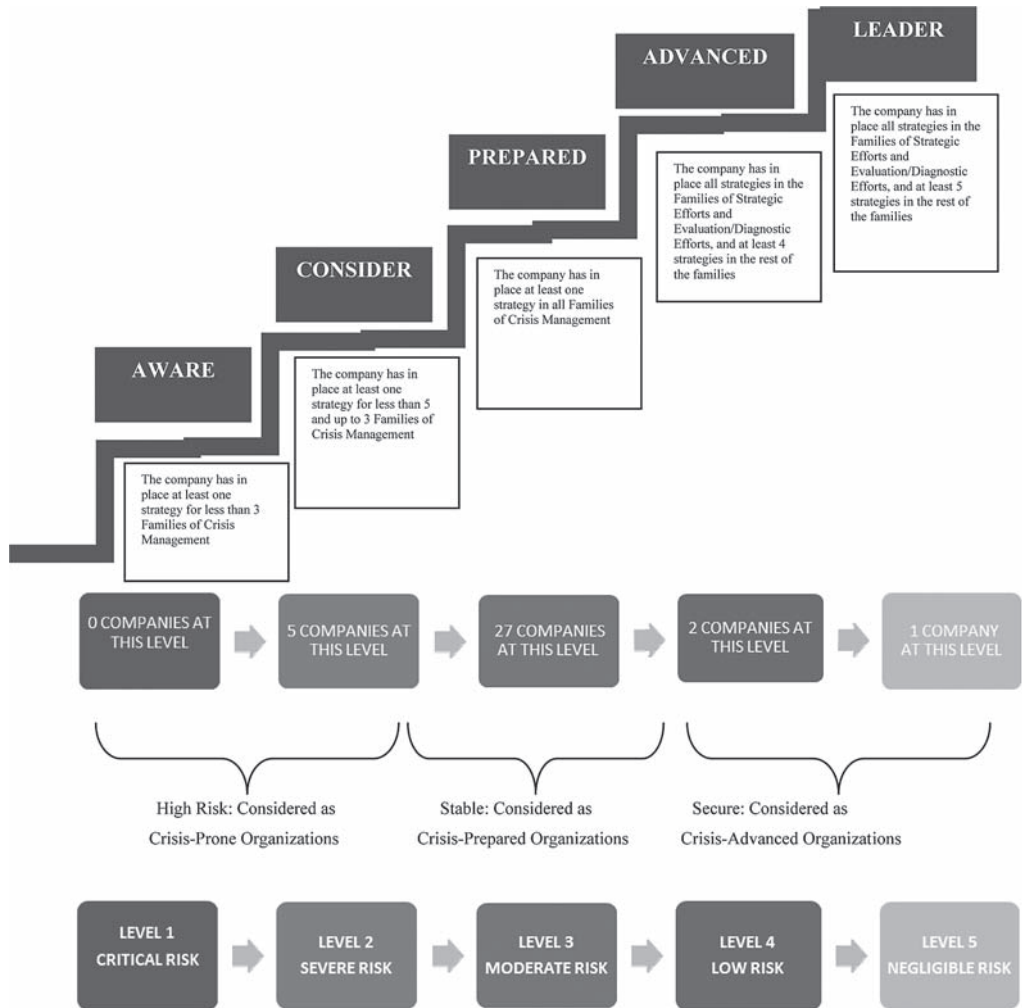 LEADER
ADVANCED
PREPARED
CONSIDER
AWARE
The company has in
place all strategies in the
Families of Strategic
Efforts and
Evaluation/Diagnostic
Efforts, and at least 5
strategies in the rest of
the families
The company has in
place all strategies in the
Families of Strategic
Efforts and
Evaluation/Diagnostic
Efforts, and at least 4
strategies in the rest of
the families
The company has in
place at least one
strategy in all Families
of Crisis Management
The company has in
place at least one
strategy for less than 5
and up to 3 Families of
Crisis Management
The company has in
place at least one
strategy for less than 3
Families of Crisis
Management
0 COMPANIES AT
THIS LEVEL
5 COMPANIES AT
THIS LEVEL
27 COMPANIES
AT THIS LEVEL
2 COMPANIES AT
THIS LEVEL
1 COMPANY
AT THIS LEVEL
High Risk: Considered as
Crisis-Prone Organizations
Stable: Considered as
Crisis-Prepared Organizations
Secure: Considered as
Crisis-Advanced Organizations
LEVEL 1
CRITICAL RISK
LEVEL 2
SEVERE RISK
LEVEL 3
MODERATE RISK
LEVEL 4
LOW RISK
LEVEL 5
NEGLIGIBLE RISK